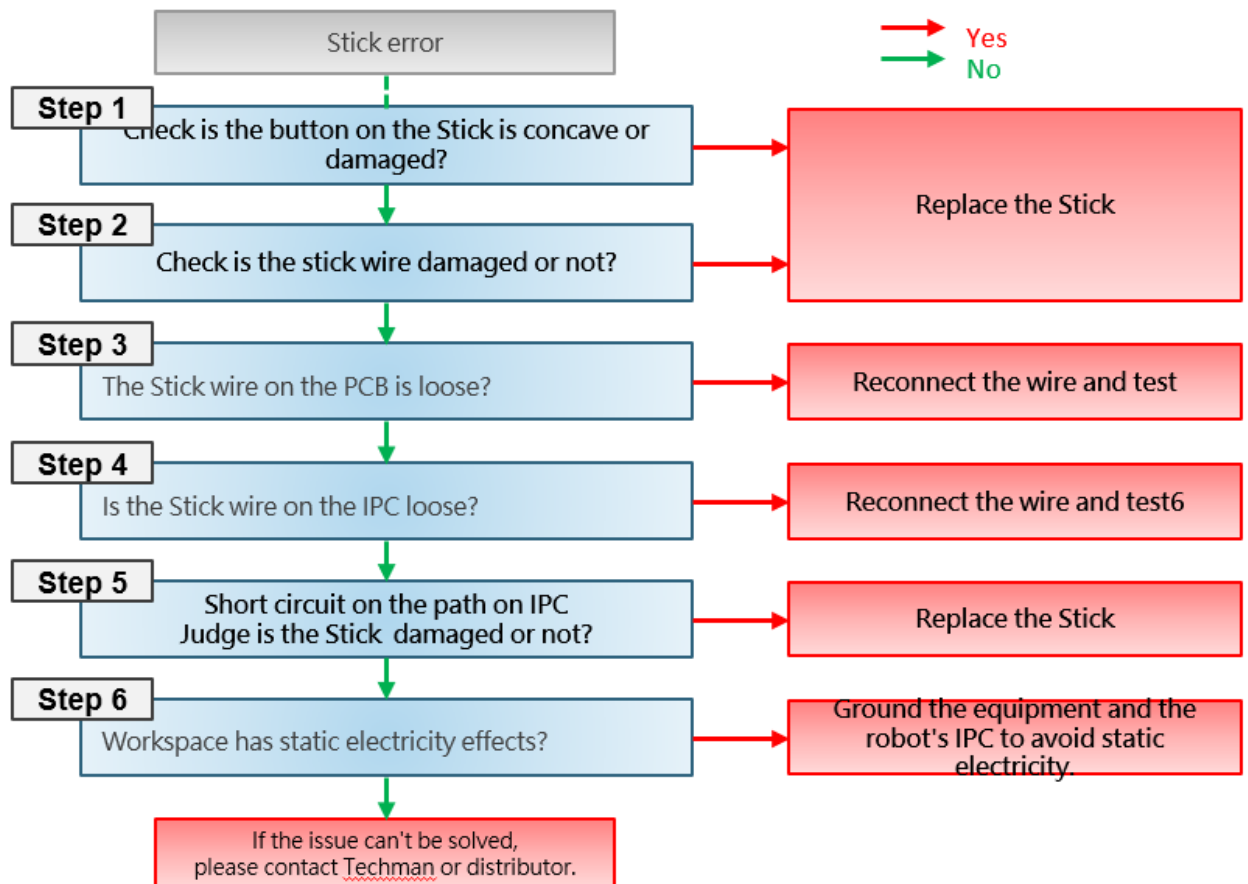 Stick error
Yes
No
Step 1
Check is the button on the Stick is concave or
damaged?
Replace the Stick
Step 2
Check is the stick wire damaged or not?
Step 3
The Stick wire on the PCB is loose?
Reconnect the wire and test
Step 4
Is the Stick wire on the IPC loose?
Reconnect the wire and test6
Step 5
Short circuit on the path on IPC
Judge is the Stick damaged or not?
Replace the Stick
Step 6
Workspace has static electricity effects?
Ground the equipment and the
robot's IPC to avoid static
electricity.
If the issue can't be solved,
please contact Techman or distributor.